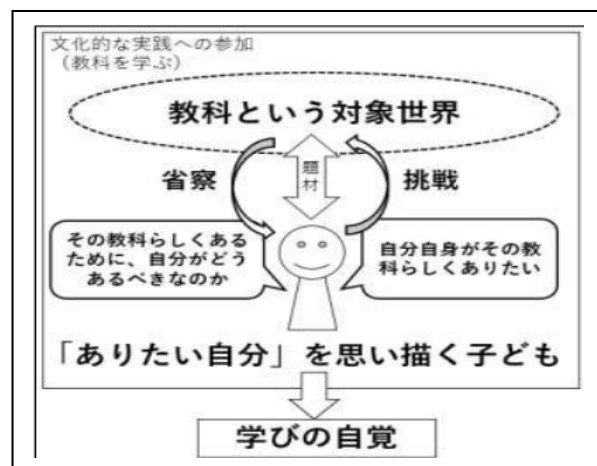 文化的な実践への参加
（教科を学ぶ）
教科という対象世界
省察
題材
挑戦
その教科らしくある
ために、自分がどう
あるべきなのか
自分自身がその教
科らしくありたい
「ありたい自分」を思い描く子ども
学びの自覚